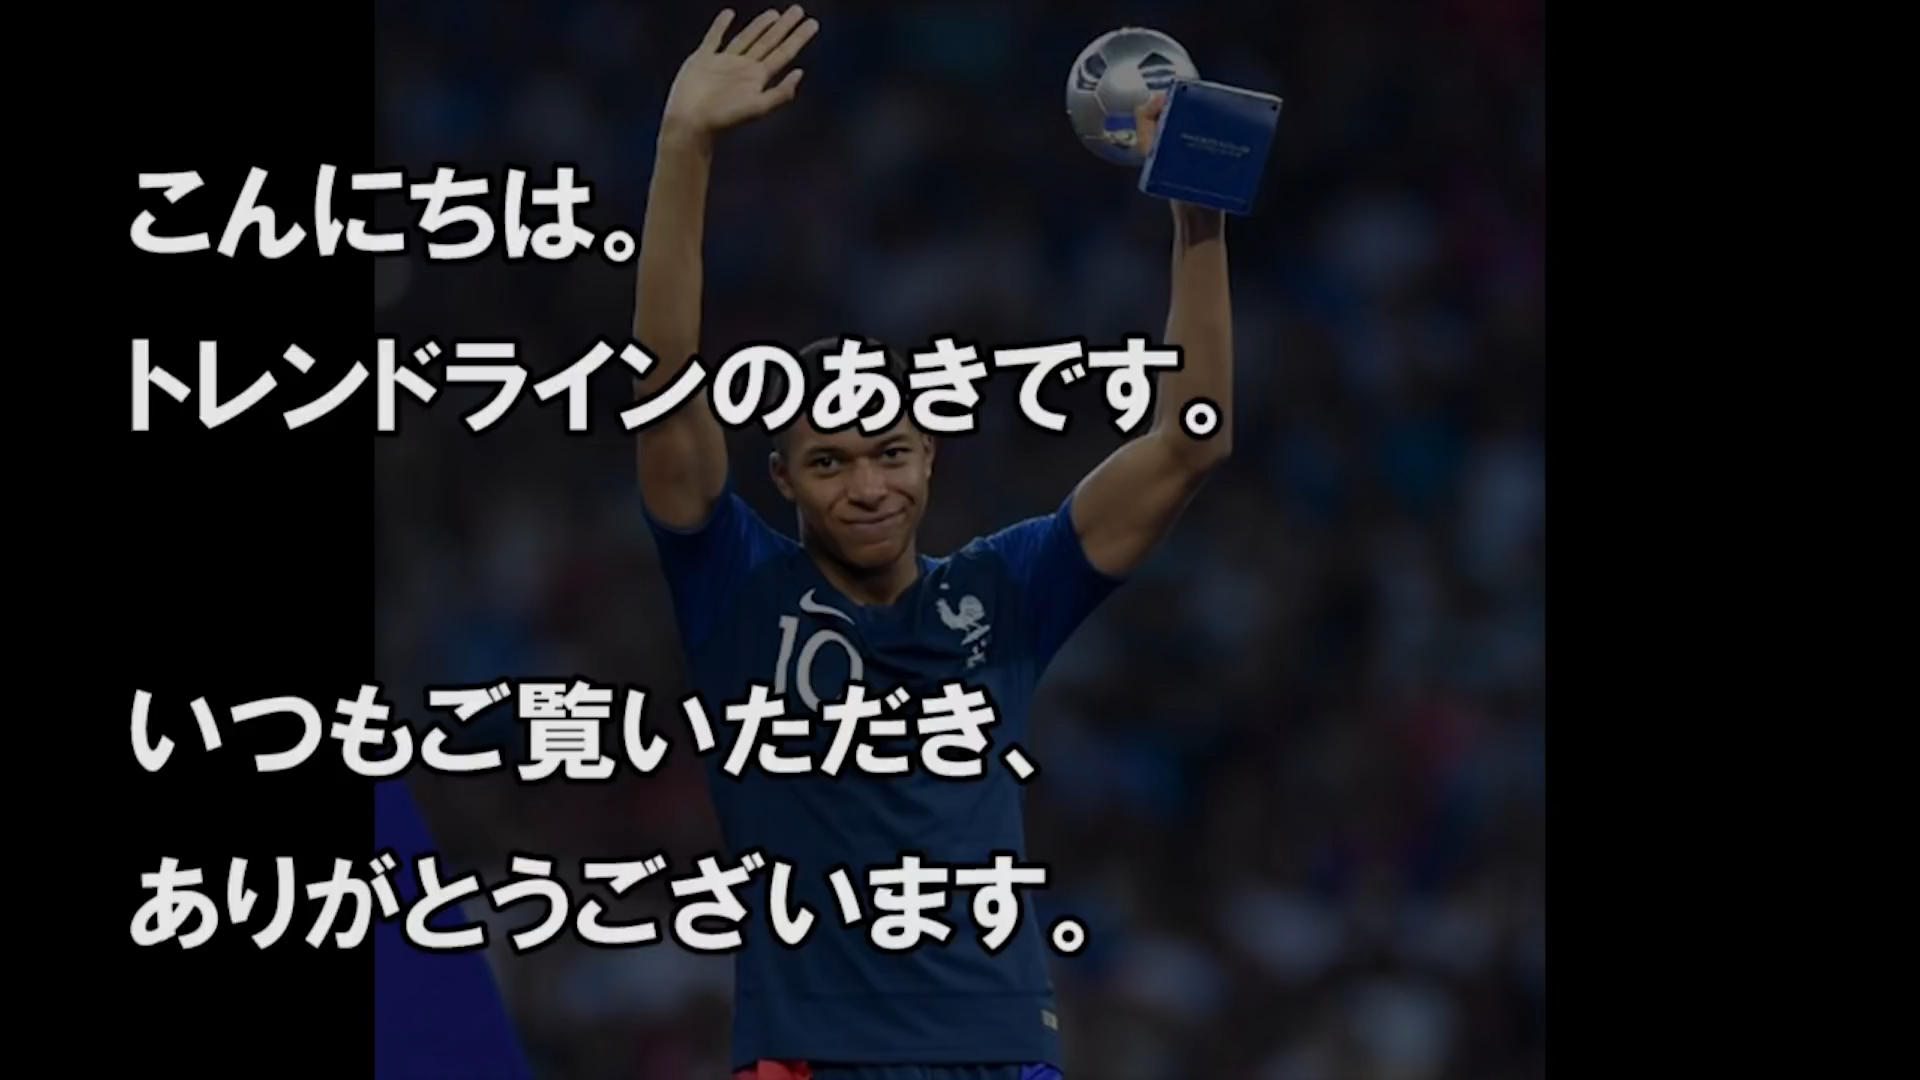 こんにちは。
トレンドラインのあきです。
いつもご覧いただき、
ありがとうございます。
10